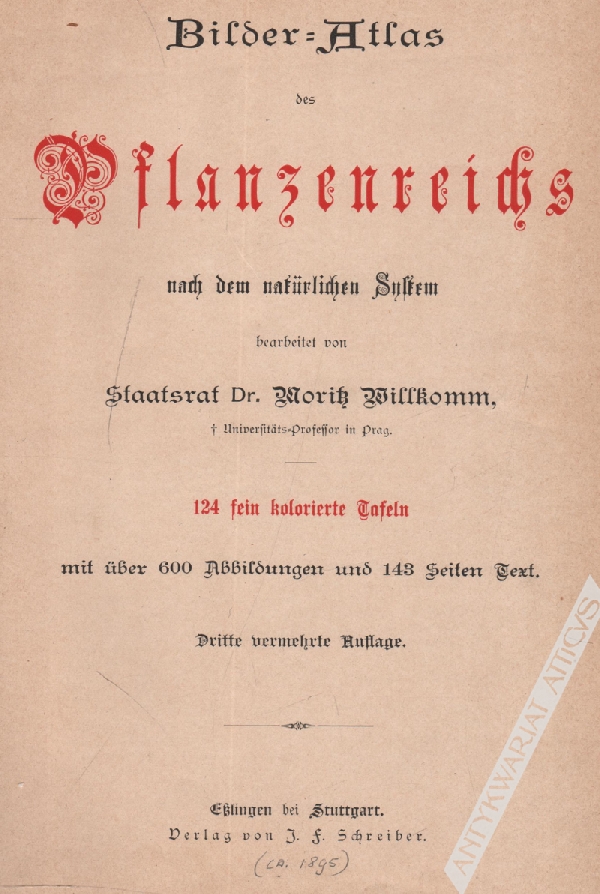 Bilder-Atlas
des
Pflanzenreichs
nach dem natürlichen System
bearbeitet von
Staatsrat Dr. Moritz Willkomm,
† Universitäts-Professor in Prag.
124 fein kolorierte Tafeln
mit über 600 Abbildungen und 143 Seiten Text.
Dritte vermehrte Auflage.
Eßlingen bei Stuttgart.
Verlag von J. F. Schreiber.
(ca. 1895)
ANTYKWARIAT ATTICVS